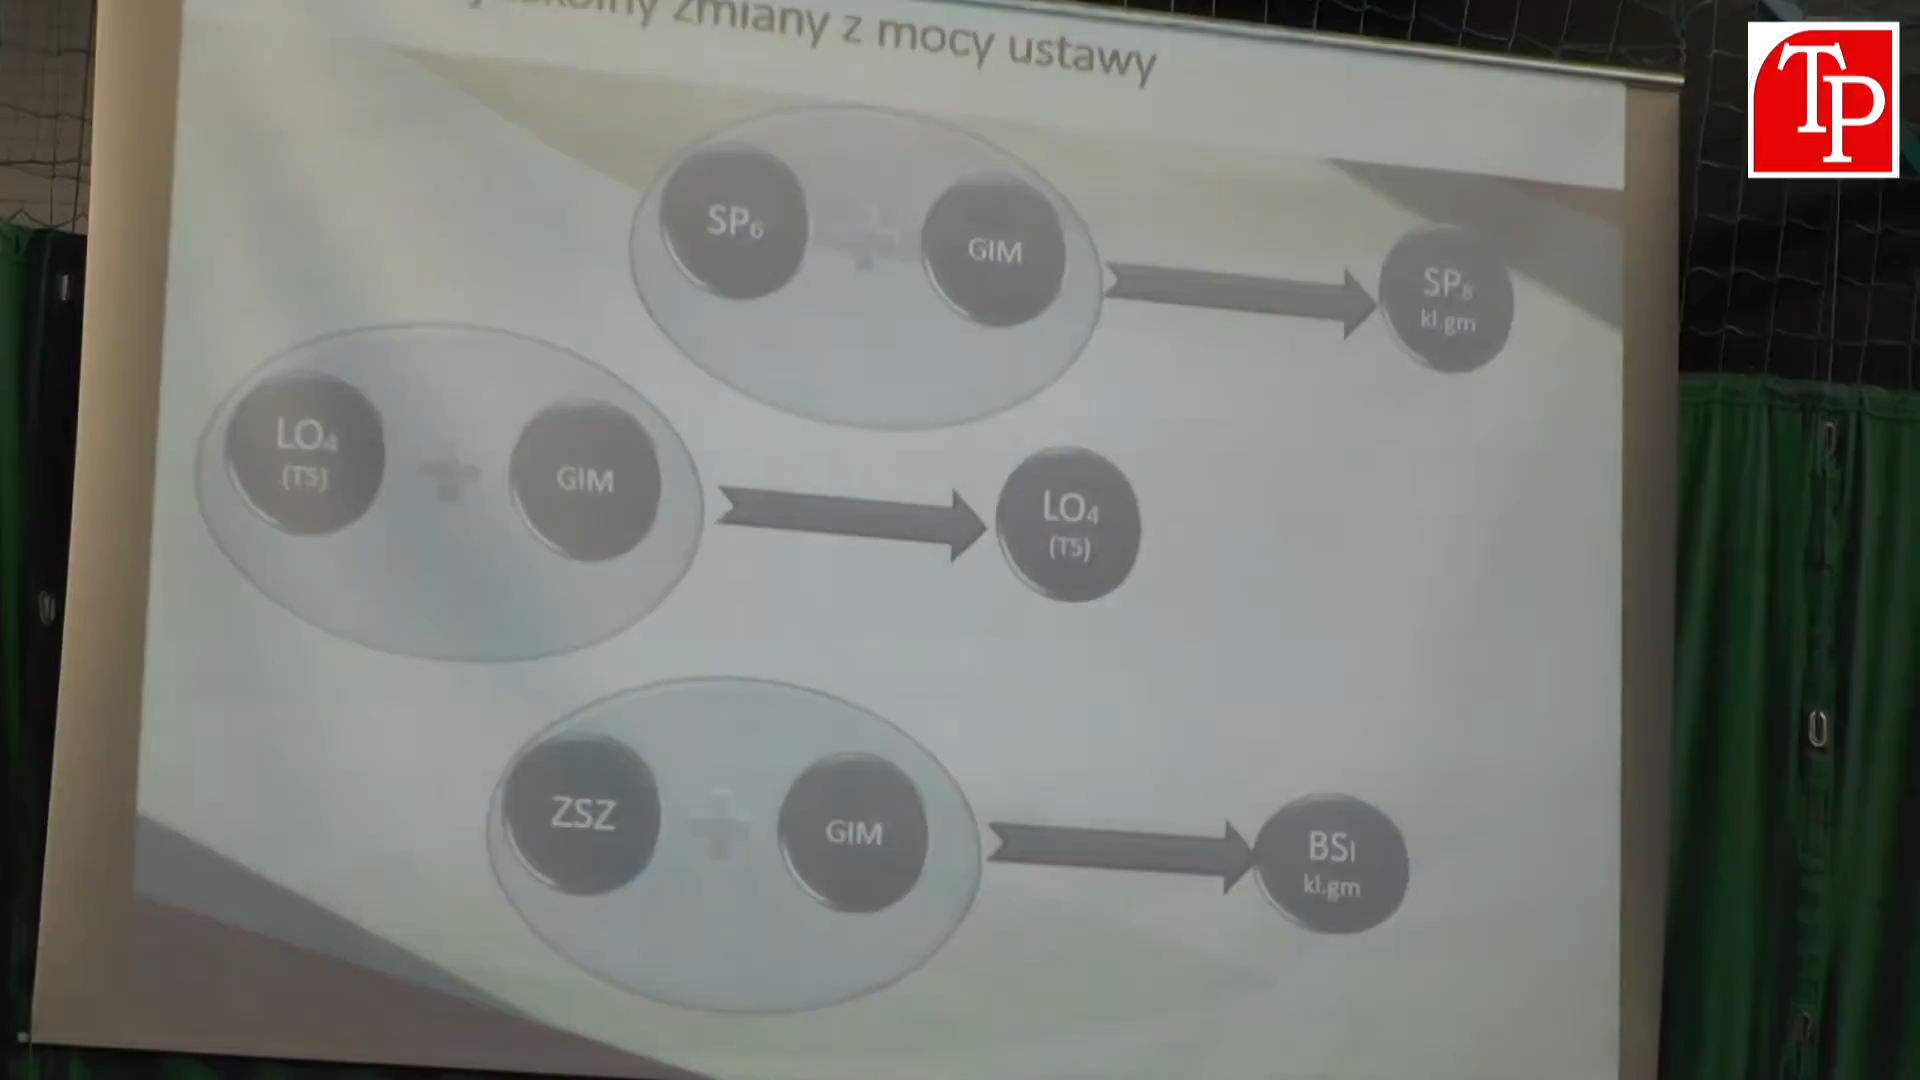 zmiany z mocy ustawy
TP
SP6
GIM
SP8
kl.gm
LO4
(T5)
GIM
LO4
(T5)
ZSZ
GIM
BSI
kl.gm